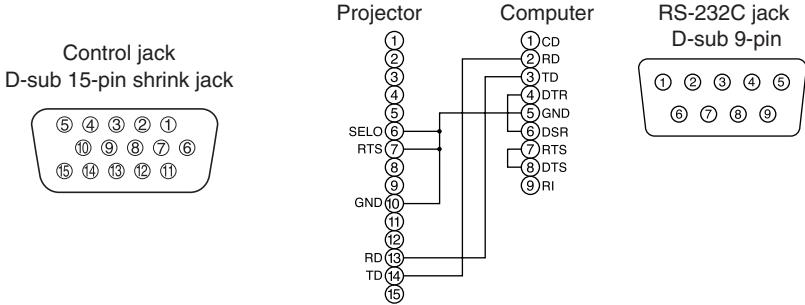 Control jack
D-sub 15-pin shrink jack
⑤ ④ ③ ② ①
⑩ ⑨ ⑧ ⑦ ⑥
⑮ ⑭ ⑬ ⑫ ⑪
Projector
①
②
③
④
⑤
SELO ⑥
RTS ⑦
⑧
⑨
GND ⑩
⑪
⑫
RD ⑬
TD ⑭
⑮
Computer
① CD
② RD
③ TD
④ DTR
⑤ GND
⑥ DSR
⑦ RTS
⑧ DTS
⑨ RI
RS-232C jack
D-sub 9-pin
① ② ③ ④ ⑤
⑥ ⑦ ⑧ ⑨